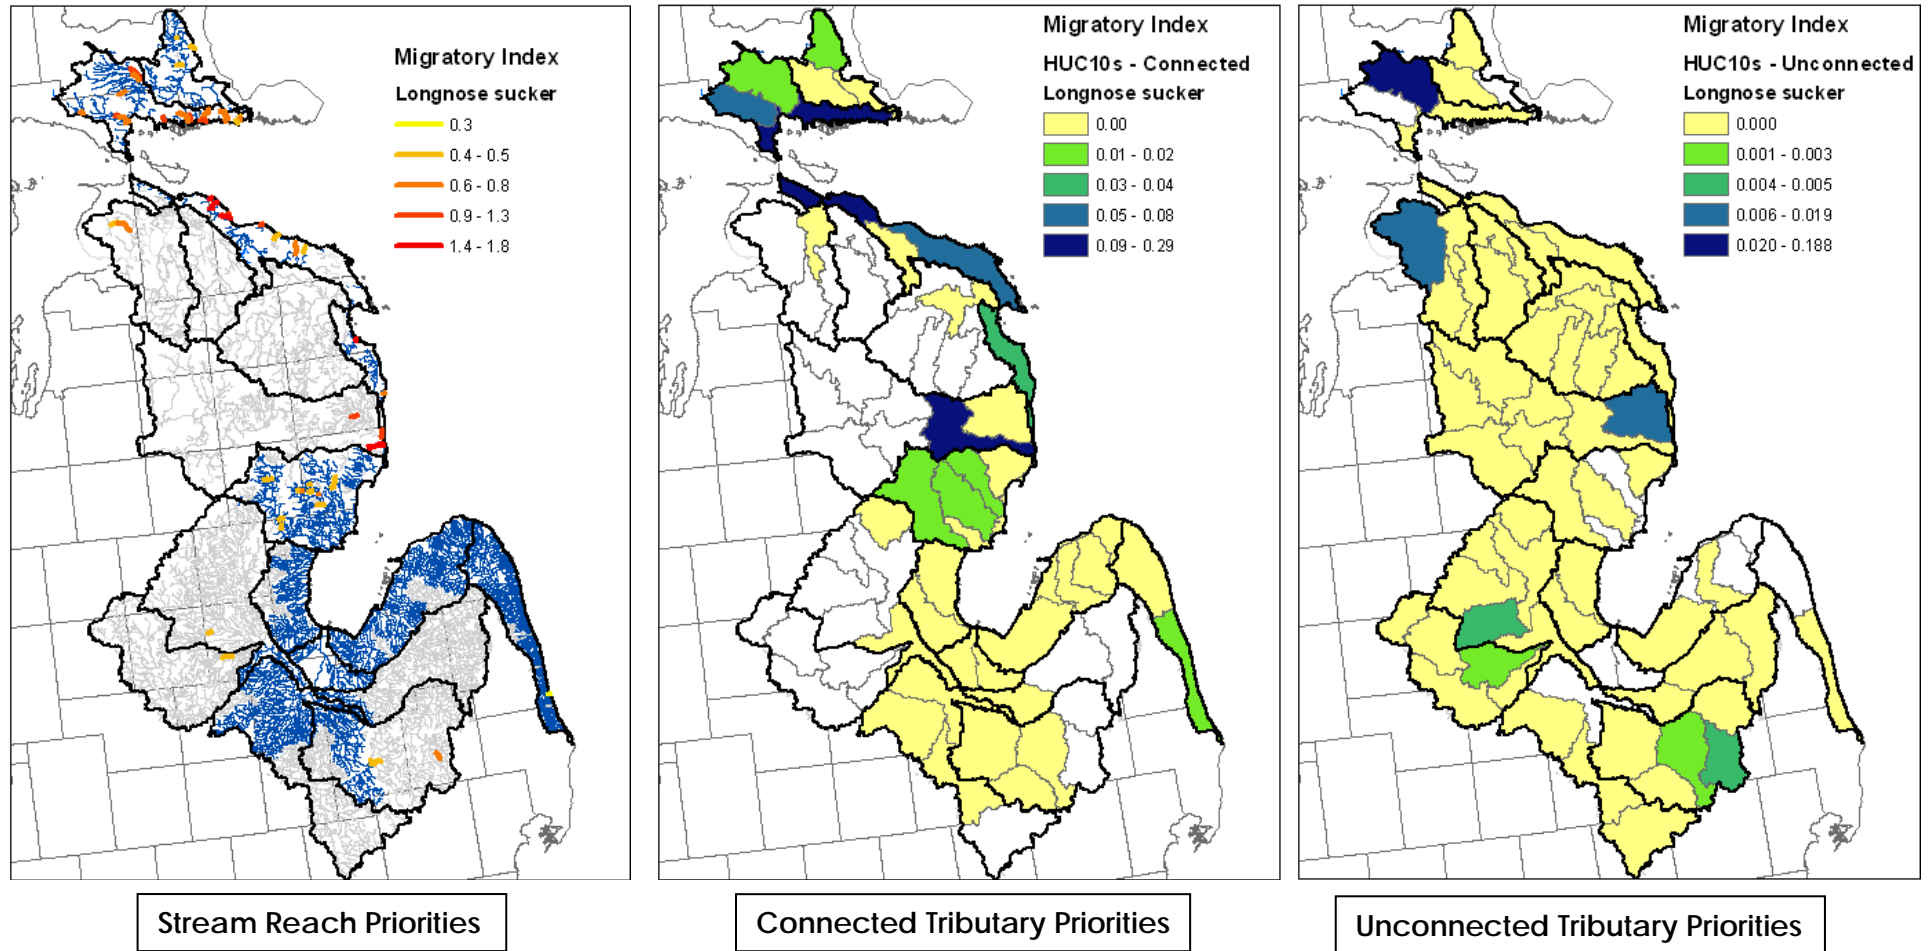 Migratory Index
Longnose sucker
0.3
0.4 - 0.5
0.6 - 0.8
0.9 - 1.3
1.4 - 1.8
Stream Reach Priorities
Migratory Index
HUC10s - Connected
Longnose sucker
0.00
0.01 - 0.02
0.03 - 0.04
0.05 - 0.08
0.09 - 0.29
Connected Tributary Priorities
Migratory Index
HUC10s - Unconnected
Longnose sucker
0.000
0.001 - 0.003
0.004 - 0.005
0.006 - 0.019
0.020 - 0.188
Unconnected Tributary Priorities